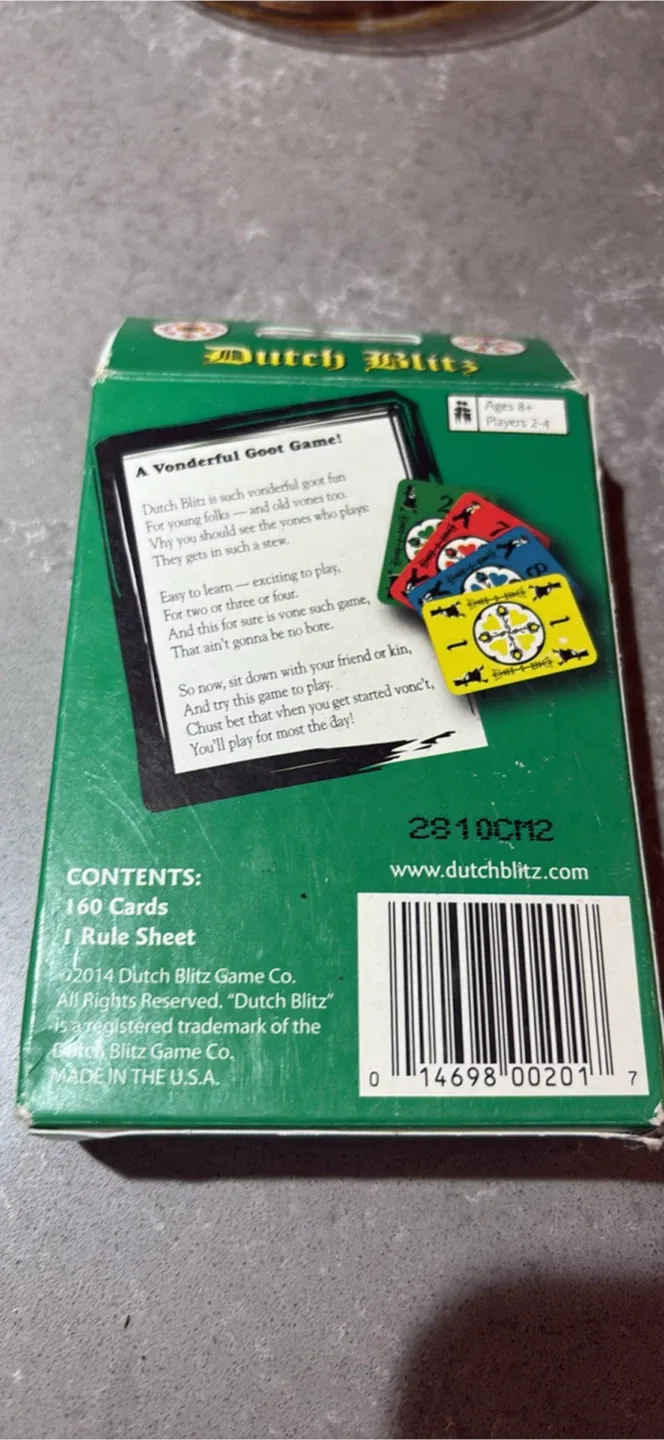 Dutch Blitz
Ages 8+
Players 2-4
A Vonderful Goot Game!
Dutch Blitz is such vonderful goot fun
For young folks — and old vones too.
Vhy you should see the vones who plays
They gets in such a stew.
Easy to learn — exciting to play,
For two or three or four.
And this for sure is vone such game,
That ain't gonna be no bore.
So now, sit down with your friend or kin,
And try this game to play.
Chust bet that vhen you get started vonc't,
You'll play for most the day!
2
1
1
2810CM2
www.dutchblitz.com
CONTENTS:
160 Cards
1 Rule Sheet
©2014 Dutch Blitz Game Co.
All Rights Reserved. "Dutch Blitz"
is a registered trademark of the
Dutch Blitz Game Co.
MADE IN THE U.S.A.
0 14698 00201 7